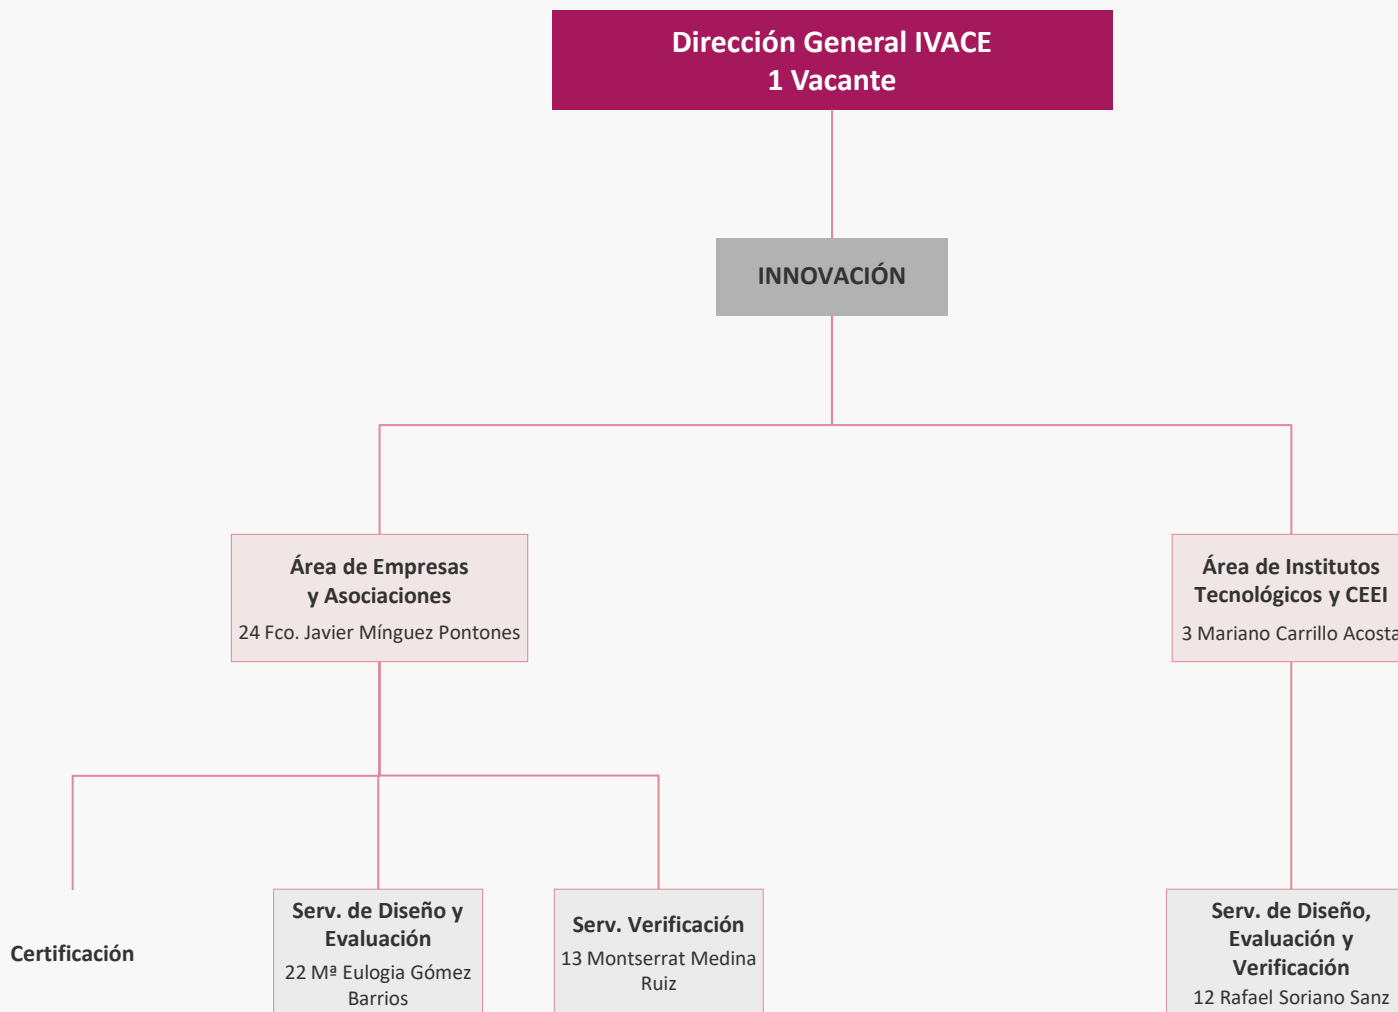 Dirección General IVACE
1 Vacante
INNOVACIÓN
Área de Empresas
y Asociaciones
24 Fco. Javier Mínguez Pontones
Área de Institutos
Tecnológicos y CEEI
3 Mariano Carrillo Acosta
Certificación
Serv. de Diseño y
Evaluación
22 Mª Eulogia Gómez
Barrios
Serv. Verificación
13 Montserrat Medina
Ruiz
Serv. de Diseño,
Evaluación y
Verificación
12 Rafael Soriano Sanz